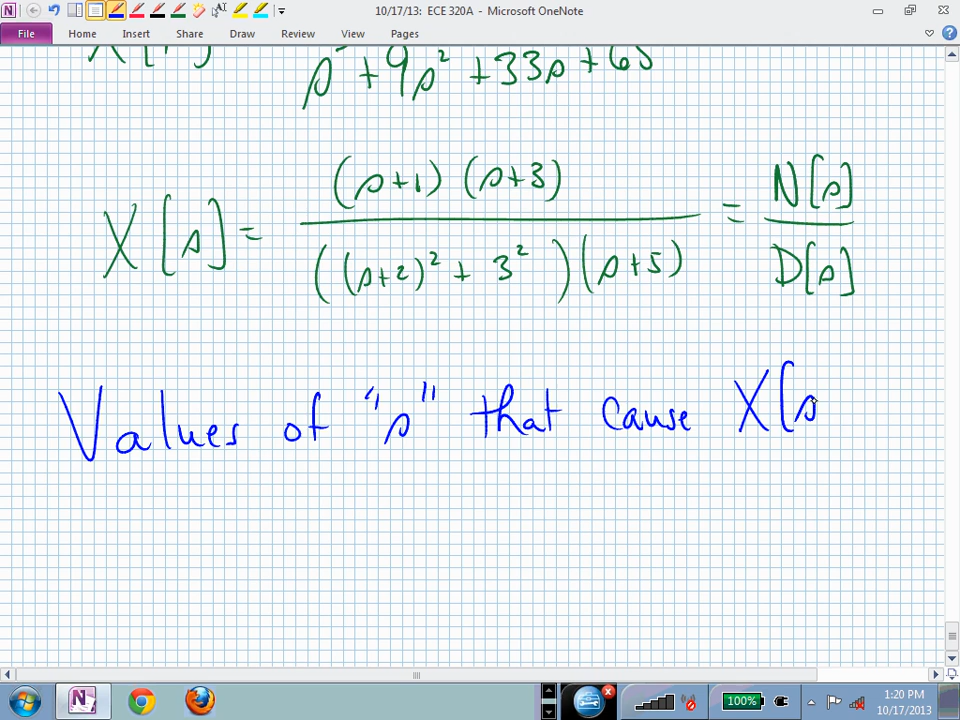 10/17/13: ECE 320A - Microsoft OneNote
File Home Insert Share Draw Review View Pages
+ 9s² + 33s + 65
X[s] = (s+1)(s+3) / ((s+2)² + 3²)(s+5) = N[s] / D[s]
Values of "s" that cause X[s
100% 1:20 PM
10/17/2013